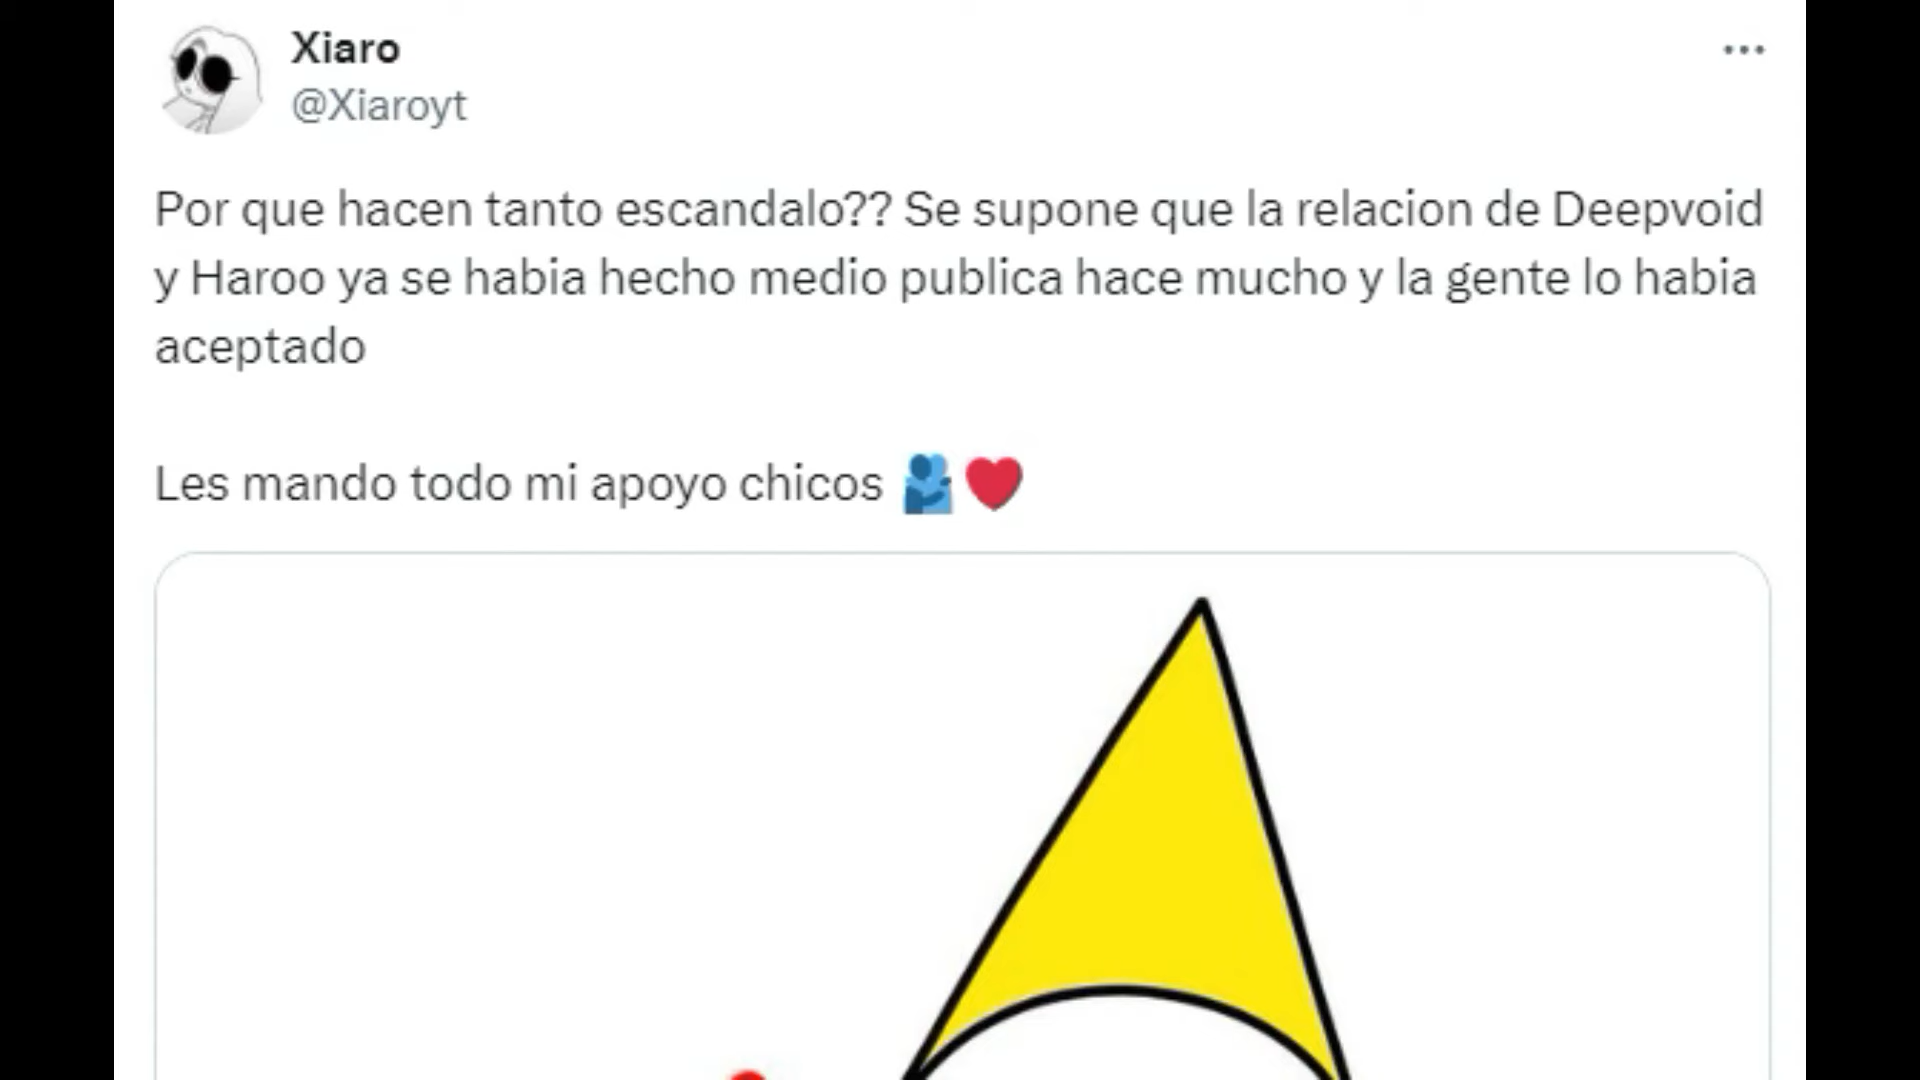 Xiaro
@Xiaroyt
Por que hacen tanto escandalo?? Se supone que la relacion de Deepvoid
y Haroo ya se habia hecho medio publica hace mucho y la gente lo habia
aceptado
Les mando todo mi apoyo chicos 🫂❤️